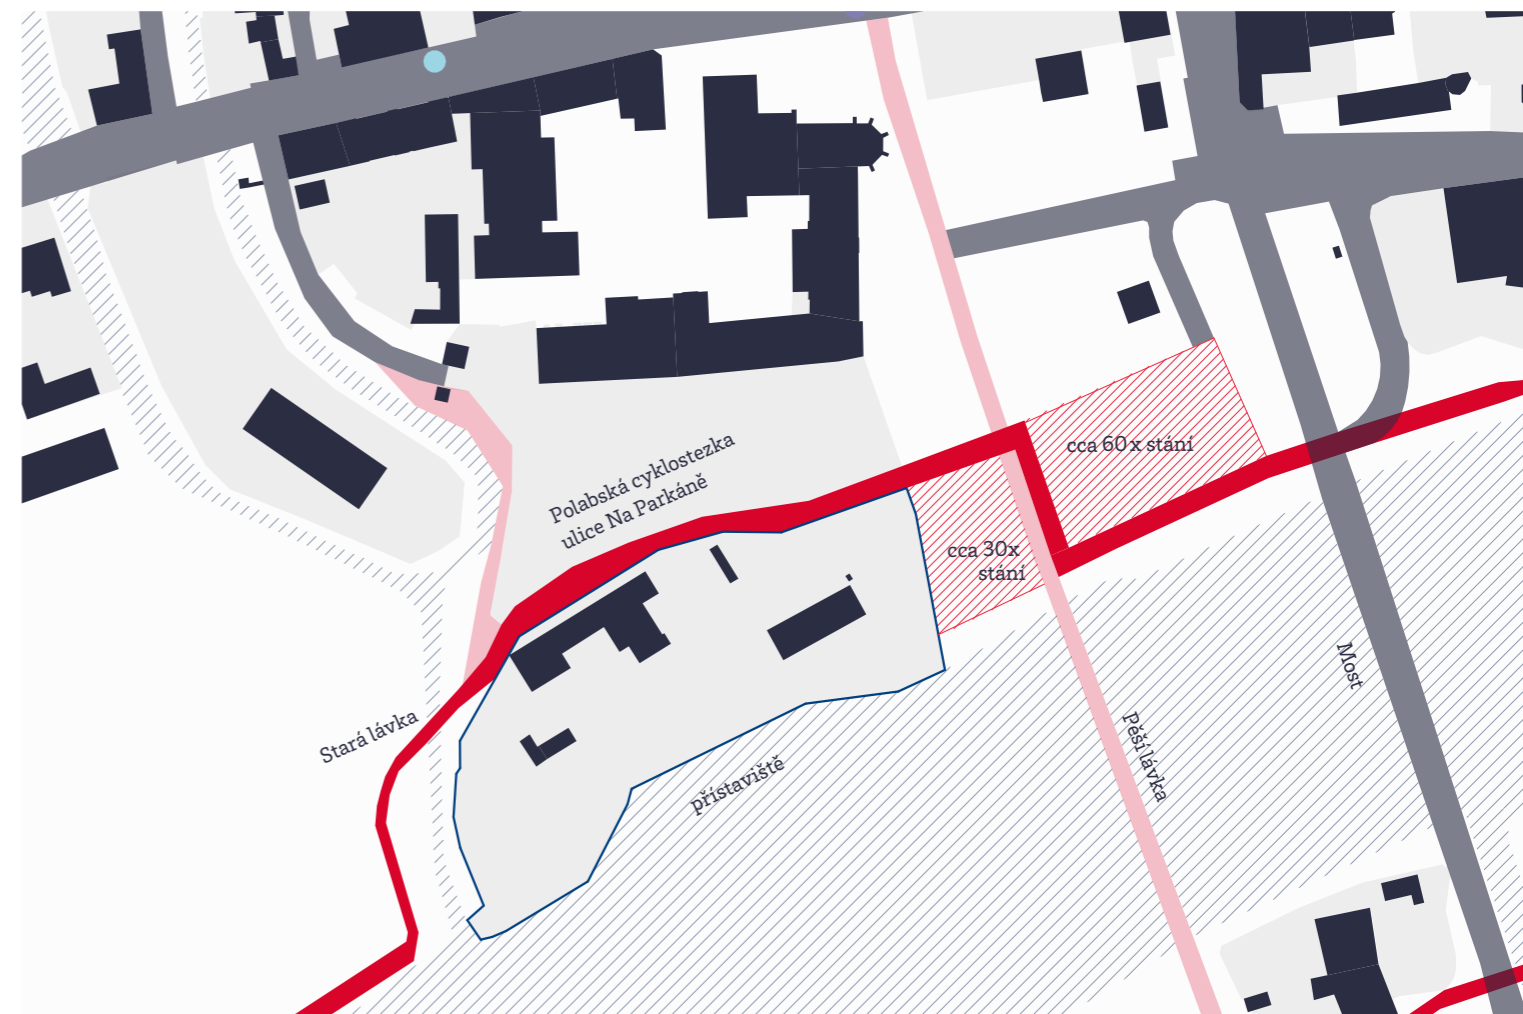 Polabská cyklostezka
ulice Na Parkáně
cca 60x stání
cca 30x
stání
Stará lávka
přístaviště
Pěší lávka
Most